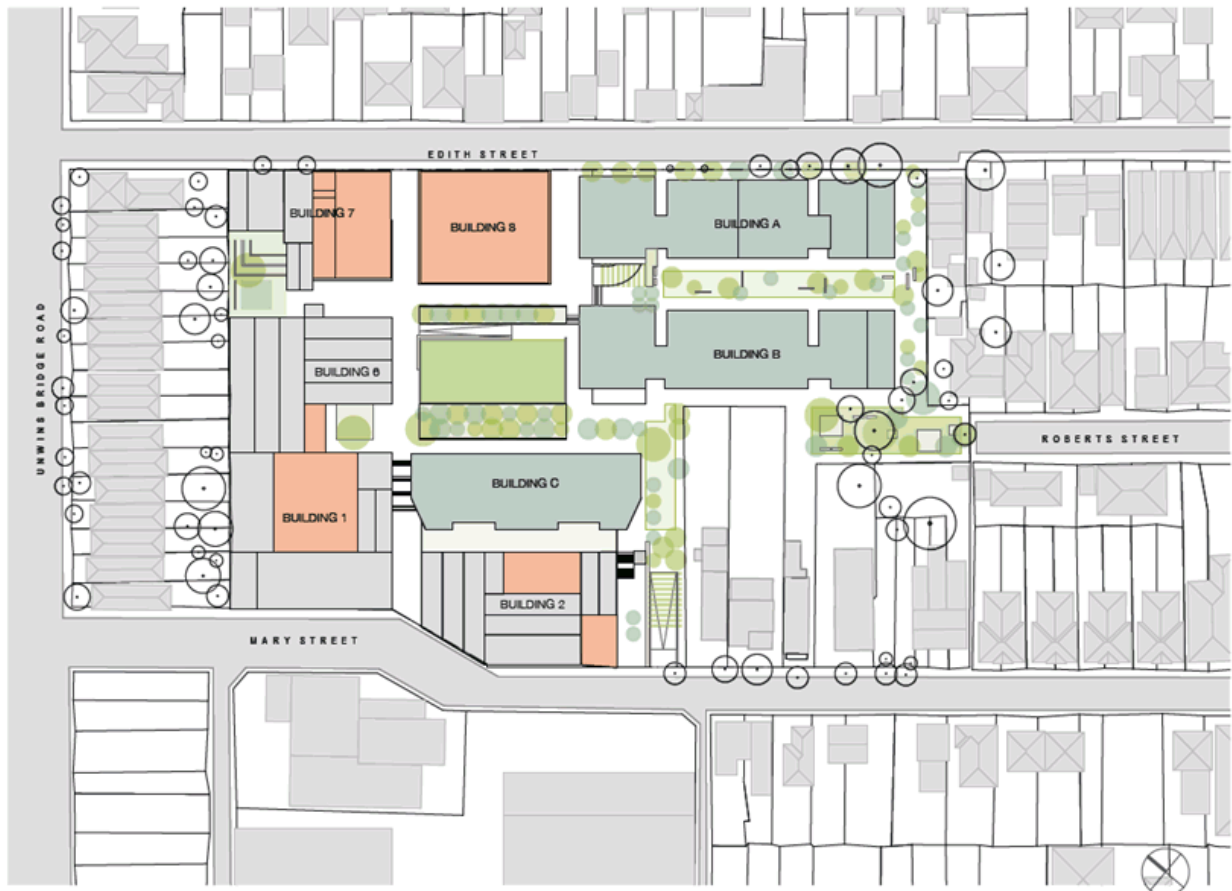 EDITH STREET
BUILDING 7
BUILDING 8
BUILDING A
UNWINS BRIDGE ROAD
BUILDING 6
BUILDING B
ROBERTS STREET
BUILDING C
BUILDING 1
BUILDING 2
MARY STREET